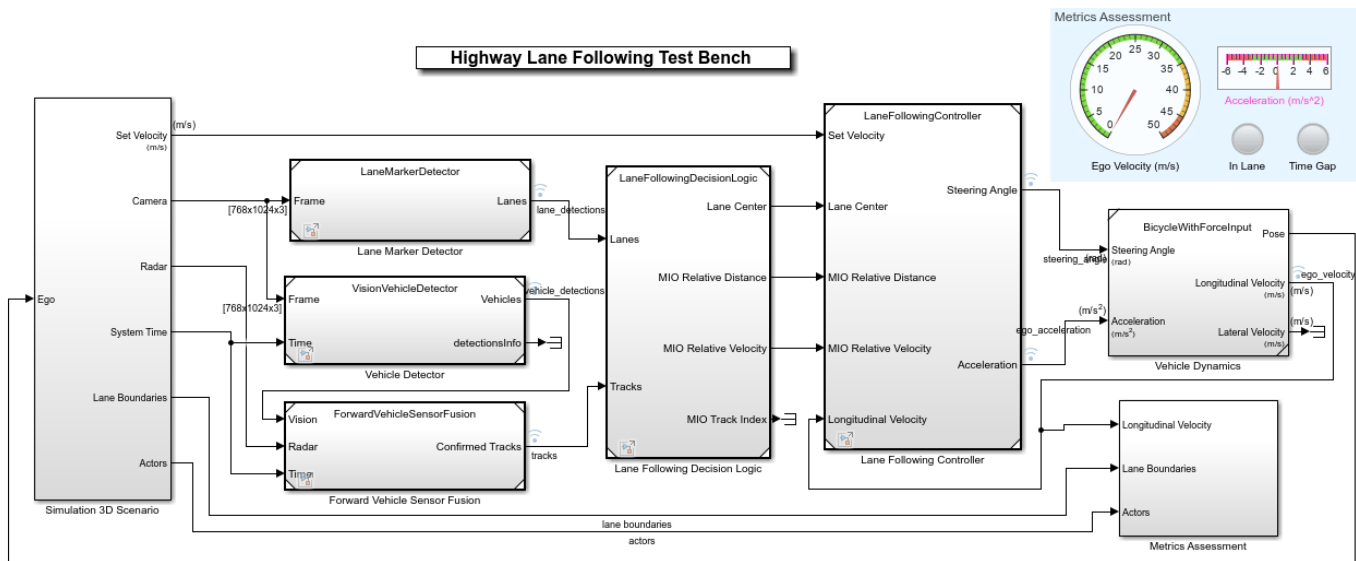 Metrics Assessment
Highway Lane Following Test Bench
0
5
10
15
20
25
30
35
40
45
50
Ego Velocity (m/s)
-6 -4 -2 0 2 4 6
Acceleration (m/s^2)
In Lane
Time Gap
Set Velocity
(m/s)
Camera
Radar
Ego
System Time
Lane Boundaries
Actors
Simulation 3D Scenario
(m/s)
[768x1024x3]
LaneMarkerDetector
Frame
Lanes
Lane Marker Detector
lane_detections
[768x1024x3]
VisionVehicleDetector
Frame
Vehicles
Time
detectionsInfo
Vehicle Detector
vehicle_detections
ForwardVehicleSensorFusion
Vision
Radar
Confirmed Tracks
Time
Forward Vehicle Sensor Fusion
tracks
LaneFollowingDecisionLogic
Lane Center
Lanes
MIO Relative Distance
MIO Relative Velocity
Tracks
MIO Track Index
Lane Following Decision Logic
LaneFollowingController
Set Velocity
Steering Angle
Lane Center
MIO Relative Distance
MIO Relative Velocity
Acceleration
Longitudinal Velocity
Lane Following Controller
steering_angle
(rad)
(m/s²)
ego_acceleration
BicycleWithForceInput
Pose
Steering Angle
(rad)
Longitudinal Velocity
(m/s)
Acceleration
(m/s²)
Lateral Velocity
(m/s)
Vehicle Dynamics
ego_velocity
(m/s)
(m/s)
Longitudinal Velocity
Lane Boundaries
Actors
Metrics Assessment
lane boundaries
actors